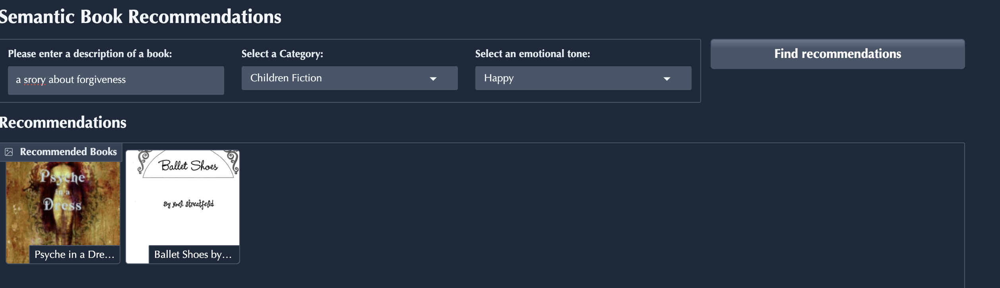 Semantic Book Recommendations
Please enter a description of a book:
a srory about forgiveness
Select a Category:
Children Fiction
Select an emotional tone:
Happy
Find recommendations
Recommendations
Recommended Books
Psyche
in a
Dress
Psyche in a Dre...
Ballet Shoes
By Noel Streatfeild
Ballet Shoes by...